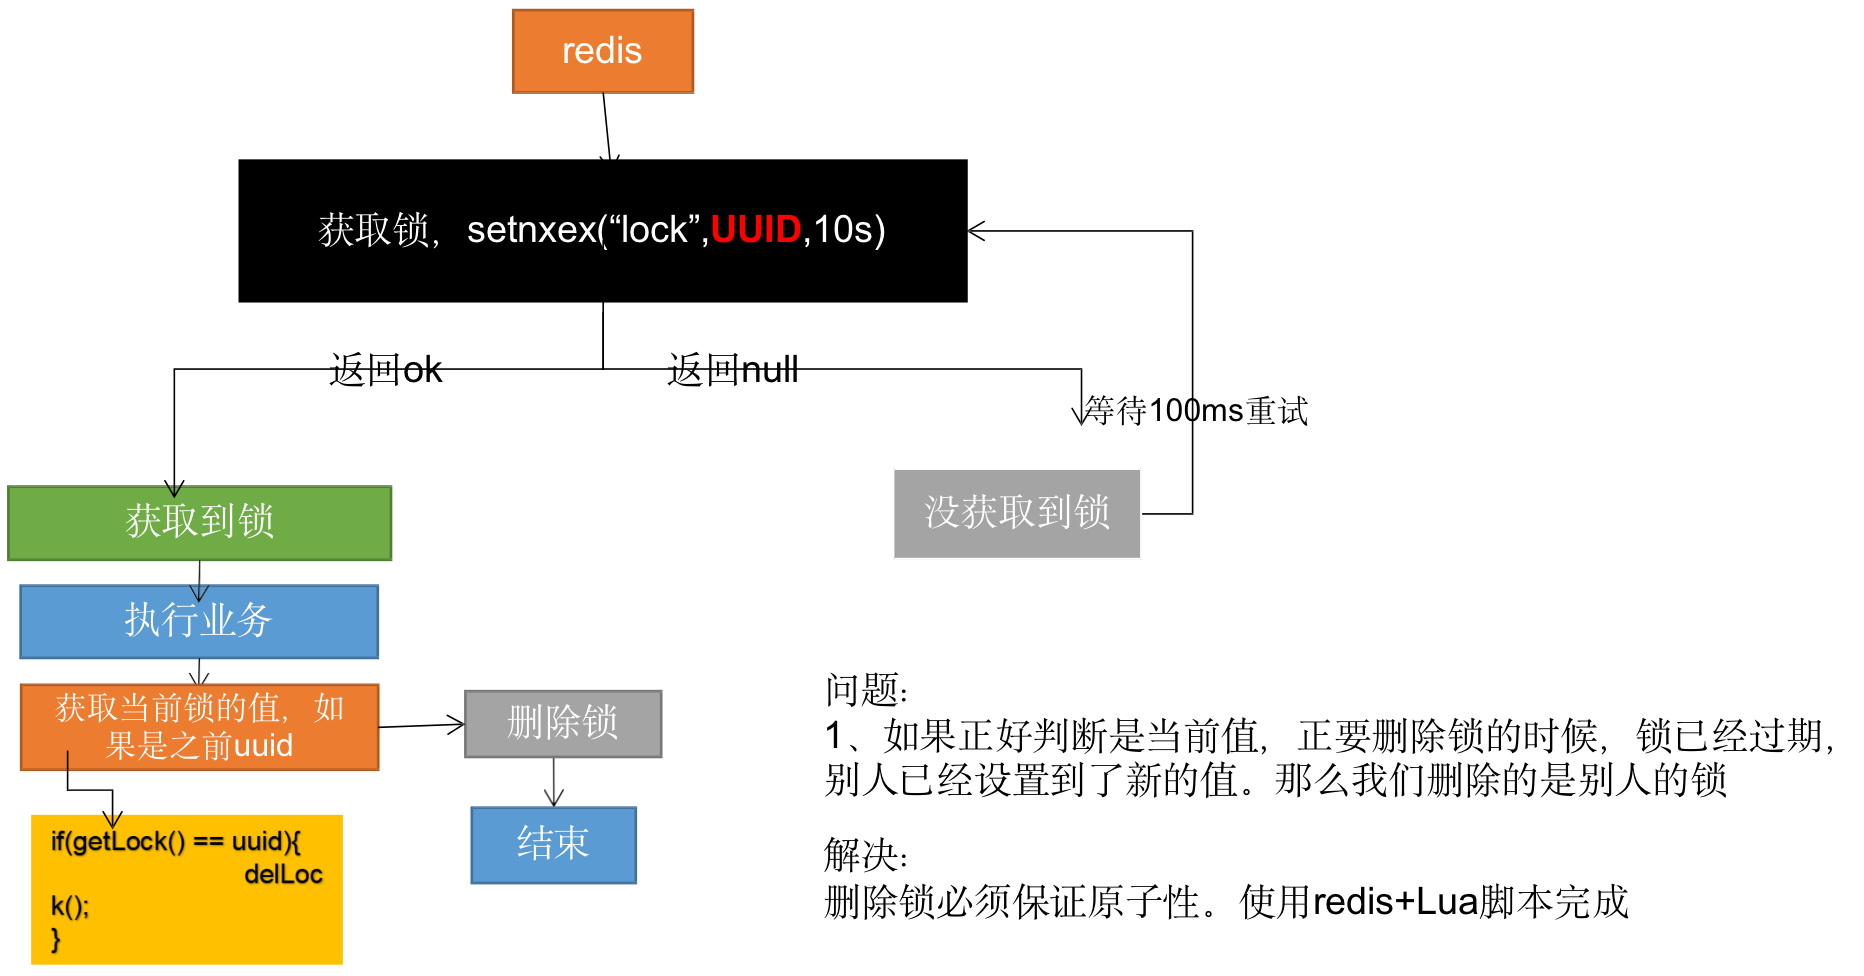 redis
获取锁，setnxex(“lock”,UUID,10s)
返回ok
返回null
等待100ms重试
获取到锁
没获取到锁
执行业务
获取当前锁的值，如
果是之前uuid
删除锁
结束
if(getLock() == uuid){
delLoc
k();
}
问题：
1、如果正好判断是当前值，正要删除锁的时候，锁已经过期，
别人已经设置到了新的值。那么我们删除的是别人的锁
解决：
删除锁必须保证原子性。使用redis+Lua脚本完成